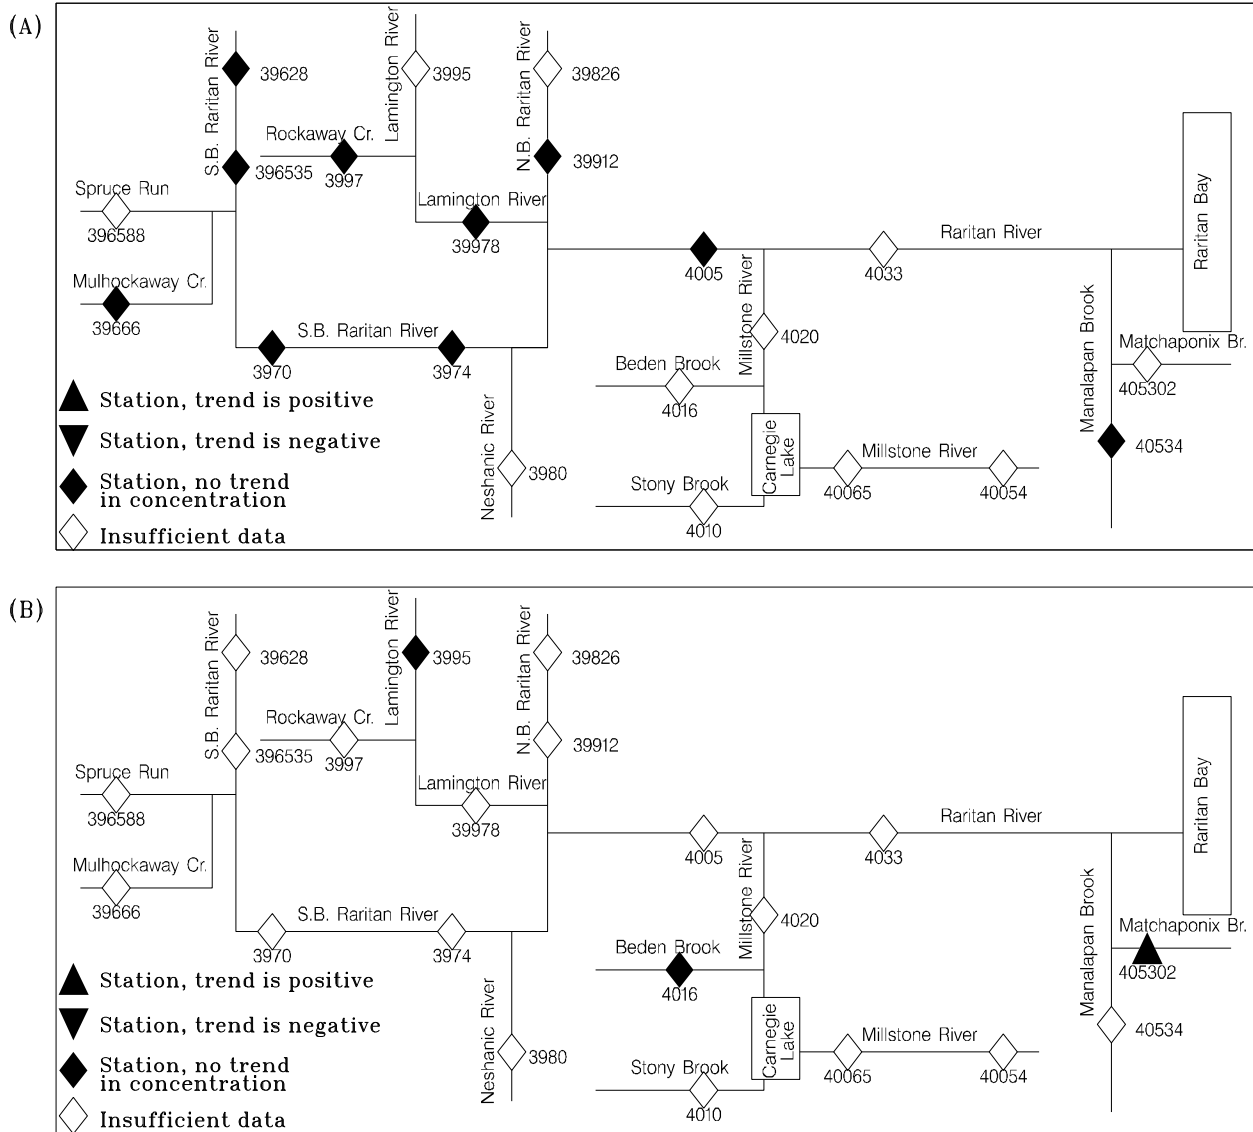 (A)
S.B. Raritan River
39628
396535
Lamington River
3995
N.B. Raritan River
39826
39912
Rockaway Cr.
3997
Spruce Run
396588
Lamington River
39978
Mulhockaway Cr.
39666
Raritan River
Raritan Bay
4005
4033
Millstone River
4020
S.B. Raritan River
3970
3974
Beden Brook
4016
Manalapan Brook
Matchaponix Br.
405302
40534
Neshanic River
3980
Carnegie
Lake
Millstone River
40065
40054
Stony Brook
4010
Station, trend is positive
Station, trend is negative
Station, no trend
in concentration
Insufficient data
(B)
S.B. Raritan River
39628
396535
Lamington River
3995
N.B. Raritan River
39826
39912
Rockaway Cr.
3997
Spruce Run
396588
Lamington River
39978
Mulhockaway Cr.
39666
Raritan River
Raritan Bay
4005
4033
Millstone River
4020
S.B. Raritan River
3970
3974
Beden Brook
4016
Manalapan Brook
Matchaponix Br.
405302
40534
Neshanic River
3980
Carnegie
Lake
Millstone River
40065
40054
Stony Brook
4010
Station, trend is positive
Station, trend is negative
Station, no trend
in concentration
Insufficient data